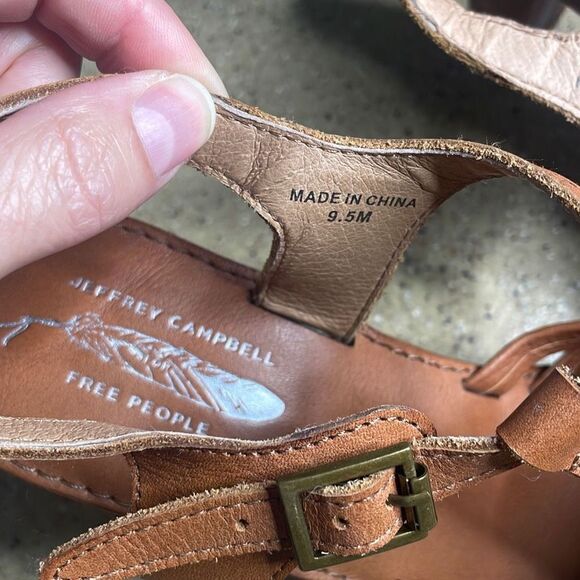 MADE IN CHINA
9.5M
JEFFREY CAMPBELL
FREE PEOPLE